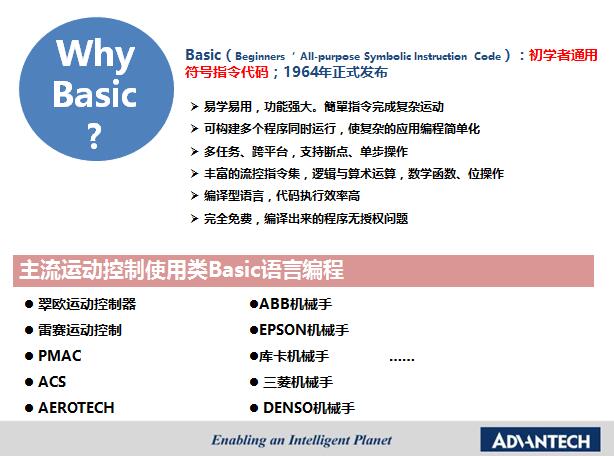 Why
Basic
?
Basic（Beginners ‘ All-purpose Symbolic Instruction Code）：初学者通用
符号指令代码；1964年正式发布
➢ 易学易用，功能强大。簡單指令完成复杂运动
➢ 可构建多个程序同时运行，使复杂的应用编程简单化
➢ 多任务、跨平台，支持断点、单步操作
➢ 丰富的流控指令集，逻辑与算术运算，数学函数、位操作
➢ 编译型语言，代码执行效率高
➢ 完全免费，编译出来的程序无授权问题
主流运动控制使用类Basic语言编程
● 翠欧运动控制器
● 雷赛运动控制
● PMAC
● ACS
● AEROTECH
●ABB机械手
●EPSON机械手
●库卡机械手 ......
● 三菱机械手
● DENSO机械手
Enabling an Intelligent Planet
ADVANTECH